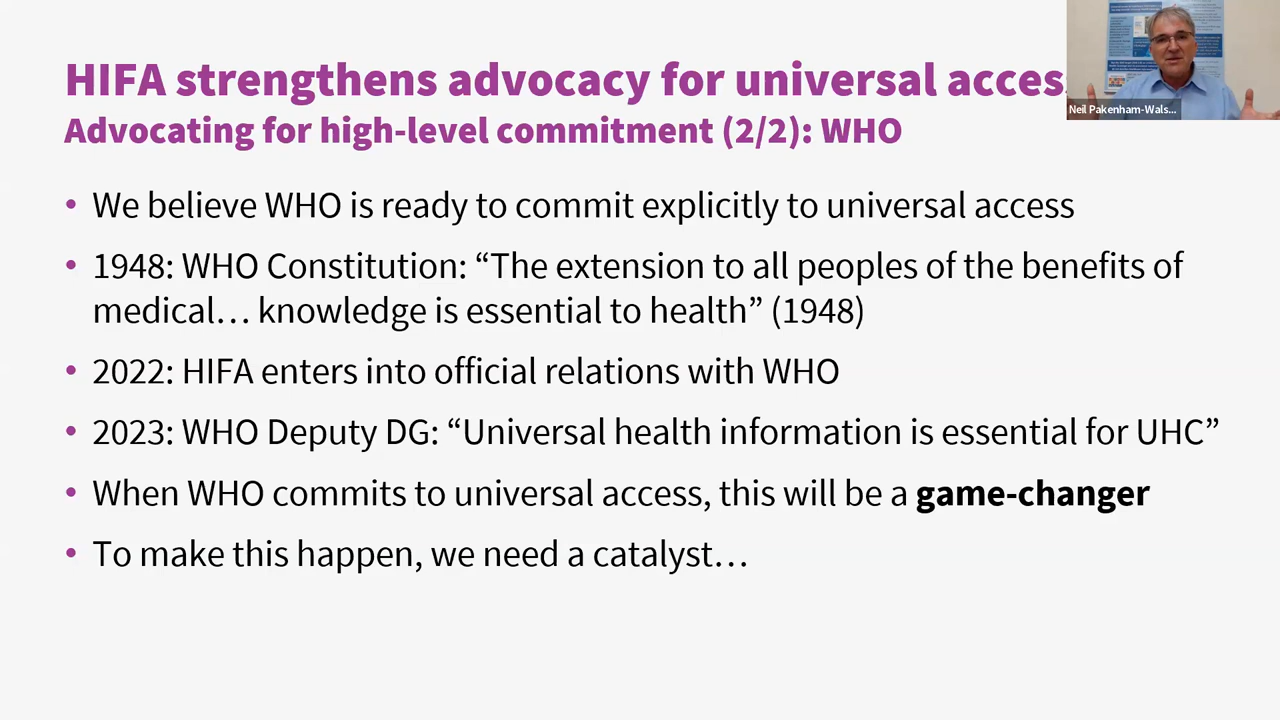 HIFA strengthens advocacy for universal acces
Neil Pakenham-Wals...
Advocating for high-level commitment (2/2): WHO
• We believe WHO is ready to commit explicitly to universal access
• 1948: WHO Constitution: “The extension to all peoples of the benefits of
medical… knowledge is essential to health” (1948)
• 2022: HIFA enters into official relations with WHO
• 2023: WHO Deputy DG: “Universal health information is essential for UHC”
• When WHO commits to universal access, this will be a game-changer
• To make this happen, we need a catalyst…